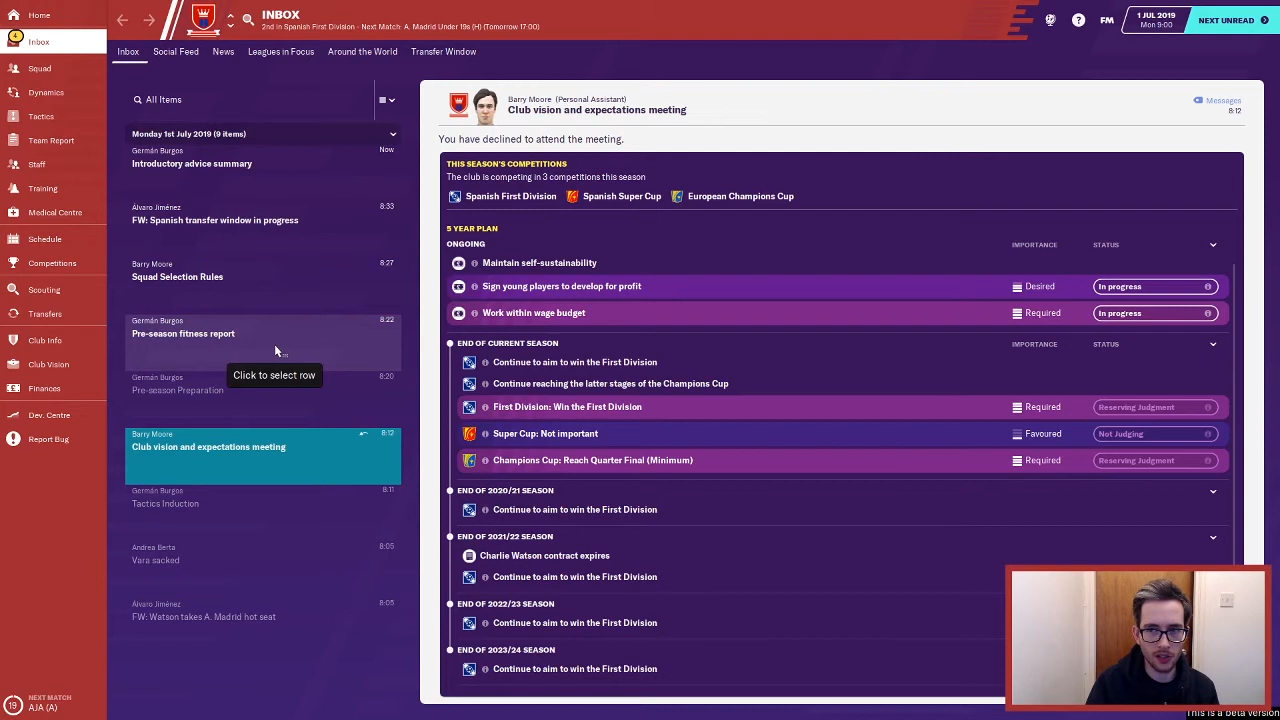 Home
4
Inbox
Squad
Dynamics
Tactics
Team Report
Staff
Training
Medical Centre
Schedule
Competitions
Scouting
Transfers
Club Info
Club Vision
Finances
Dev. Centre
Report Bug
19
NEXT MATCH
AJA (A)
INBOX
2nd in Spanish First Division - Next Match: A. Madrid Under 19s (H) (Tomorrow 17:00)
?
FM
1 JUL 2019
Mon 9:00
NEXT UNREAD
Inbox
Social Feed
News
Leagues in Focus
Around the World
Transfer Window
All Items
Monday 1st July 2019 (9 items)
Germán Burgos
Now
Introductory advice summary
Álvaro Jiménez
8:33
FW: Spanish transfer window in progress
Barry Moore
8:27
Squad Selection Rules
Germán Burgos
8:22
Pre-season fitness report
Click to select row
Germán Burgos
8:20
Pre-season Preparation
Barry Moore
8:12
Club vision and expectations meeting
Germán Burgos
8:11
Tactics Induction
Andrea Berta
8:05
Vara sacked
Álvaro Jiménez
8:05
FW: Watson takes A. Madrid hot seat
Barry Moore (Personal Assistant)
Club vision and expectations meeting
Messages
8:12
You have declined to attend the meeting.
THIS SEASON'S COMPETITIONS
The club is competing in 3 competitions this season
Spanish First Division
Spanish Super Cup
European Champions Cup
5 YEAR PLAN
ONGOING
IMPORTANCE
STATUS
Maintain self-sustainability
Sign young players to develop for profit
Desired
In progress
Work within wage budget
Required
In progress
END OF CURRENT SEASON
IMPORTANCE
STATUS
Continue to aim to win the First Division
Continue reaching the latter stages of the Champions Cup
First Division: Win the First Division
Required
Reserving Judgment
Super Cup: Not important
Favoured
Not Judging
Champions Cup: Reach Quarter Final (Minimum)
Required
Reserving Judgment
END OF 2020/21 SEASON
Continue to aim to win the First Division
END OF 2021/22 SEASON
Charlie Watson contract expires
Continue to aim to win the First Division
END OF 2022/23 SEASON
Continue to aim to win the First Division
END OF 2023/24 SEASON
Continue to aim to win the First Division
This is a beta version